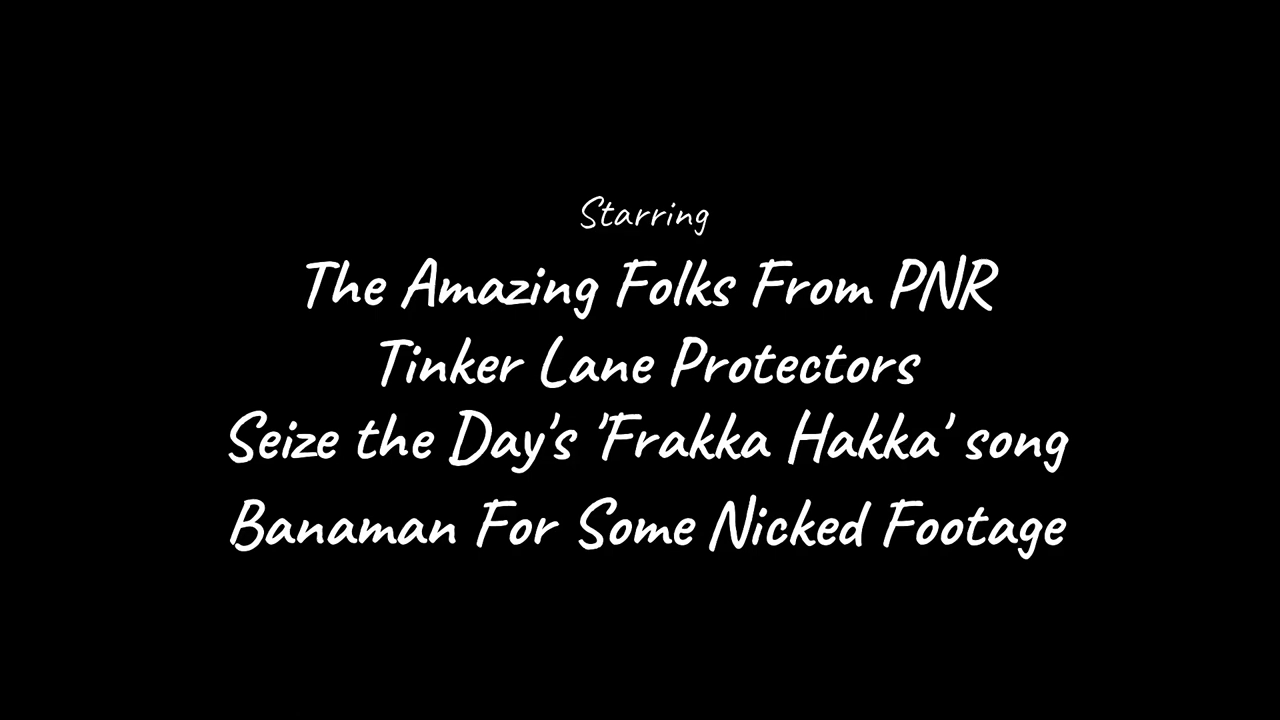 Starring
The Amazing Folks From PNR
Tinker Lane Protectors
Seize the Day's 'Frakka Hakka' song
Banaman For Some Nicked Footage